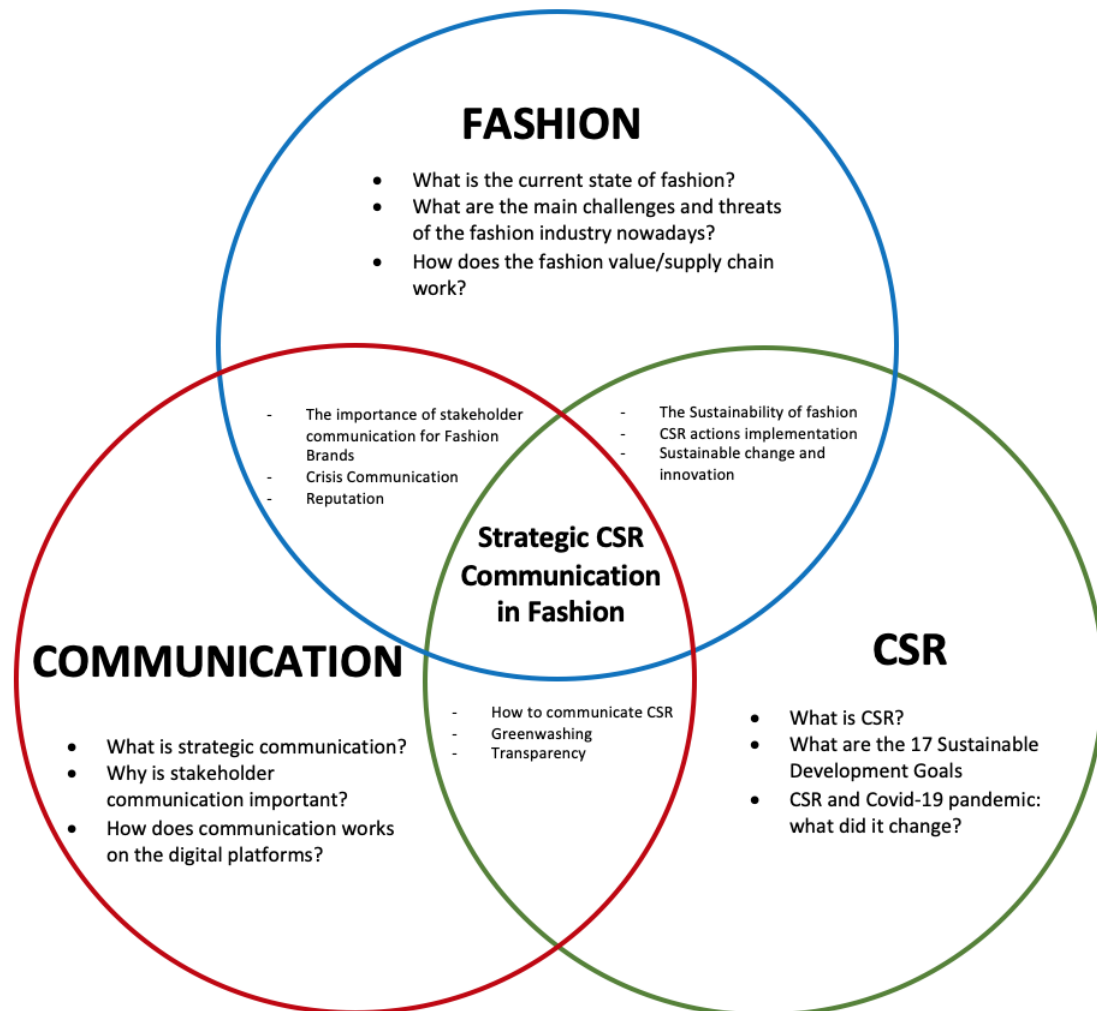 FASHION
• What is the current state of fashion?
• What are the main challenges and threats
of the fashion industry nowadays?
• How does the fashion value/supply chain
work?
- The importance of stakeholder
communication for Fashion
Brands
- Crisis Communication
- Reputation
- The Sustainability of fashion
- CSR actions implementation
- Sustainable change and
innovation
Strategic CSR
Communication
in Fashion
COMMUNICATION
• What is strategic communication?
• Why is stakeholder
communication important?
• How does communication works
on the digital platforms?
- How to communicate CSR
- Greenwashing
- Transparency
CSR
• What is CSR?
• What are the 17 Sustainable
Development Goals
• CSR and Covid-19 pandemic:
what did it change?